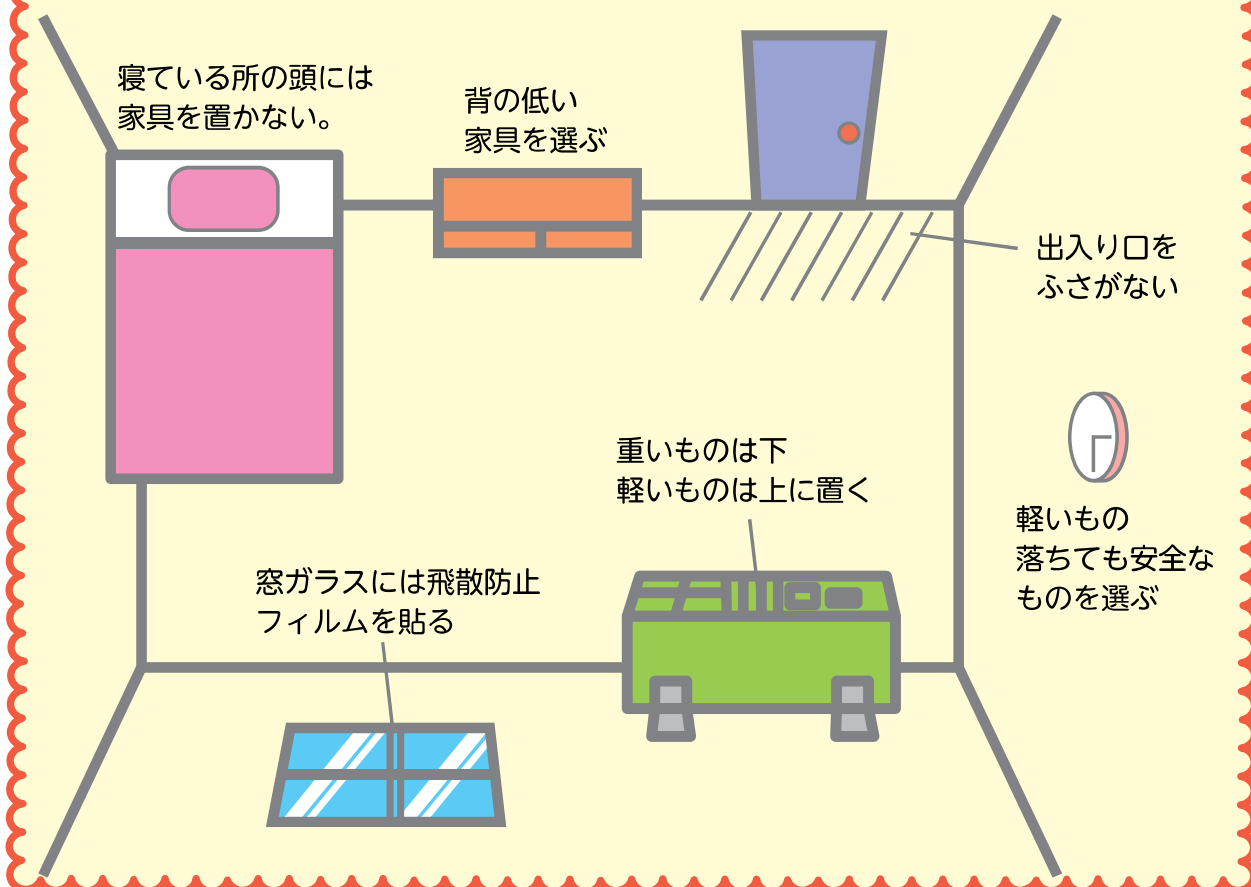 寝ている所の頭には
家具を置かない。
背の低い
家具を選ぶ
出入り口を
ふさがない
重いものは下
軽いものは上に置く
軽いもの
落ちても安全な
ものを選ぶ
窓ガラスには飛散防止
フィルムを貼る